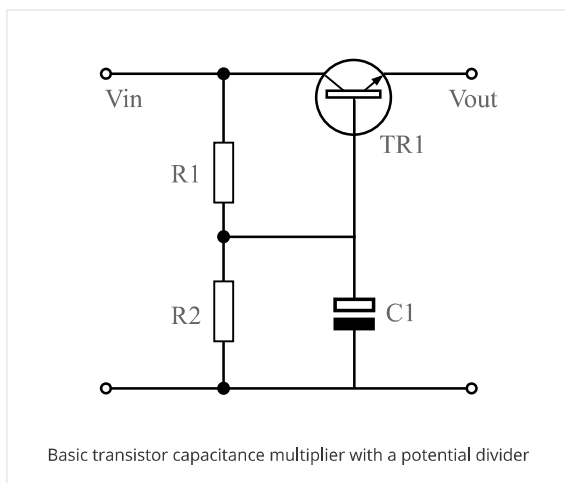 Vin
Vout
TR1
R1
R2
C1
Basic transistor capacitance multiplier with a potential divider